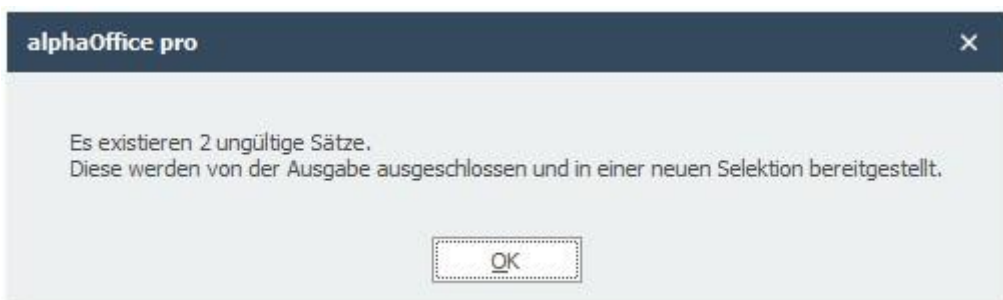 alphaOffice pro
Es existieren 2 ungültige Sätze.
Diese werden von der Ausgabe ausgeschlossen und in einer neuen Selektion bereitgestellt.
OK